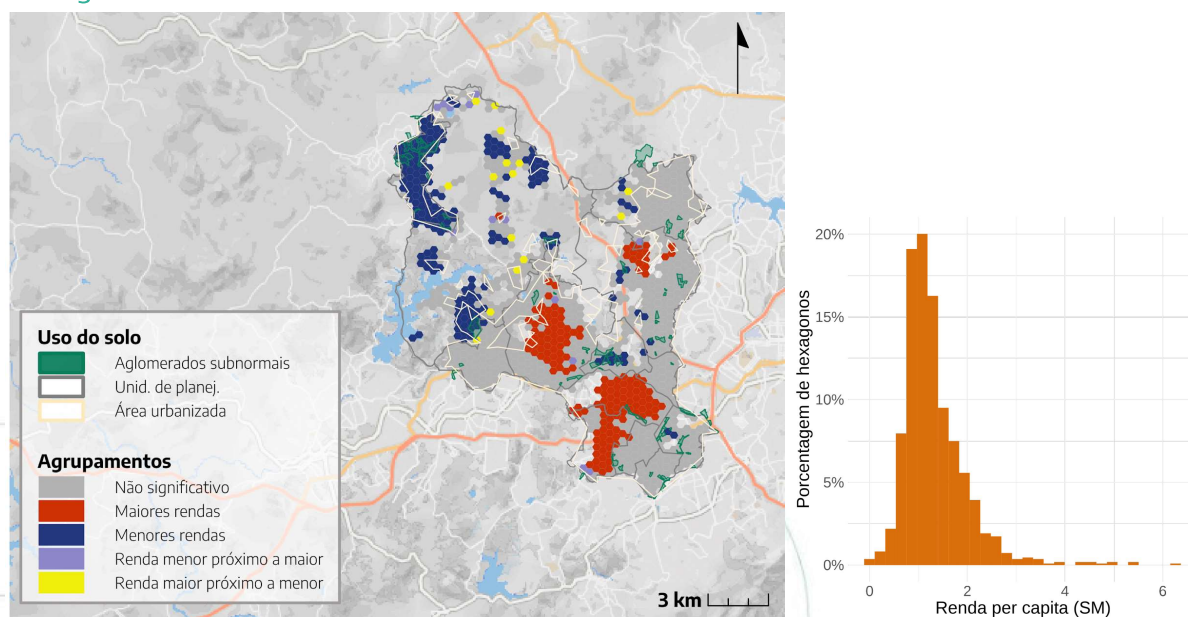 Uso do solo
Aglomerados subnormais
Unid. de planej.
Área urbanizada
Agrupamentos
Não significativo
Maiores rendas
Menores rendas
Renda menor próximo a maior
Renda maior próximo a menor
3 km
Porcentagem de hexagonos
20%
15%
10%
5%
0%
0
2
4
6
Renda per capita (SM)